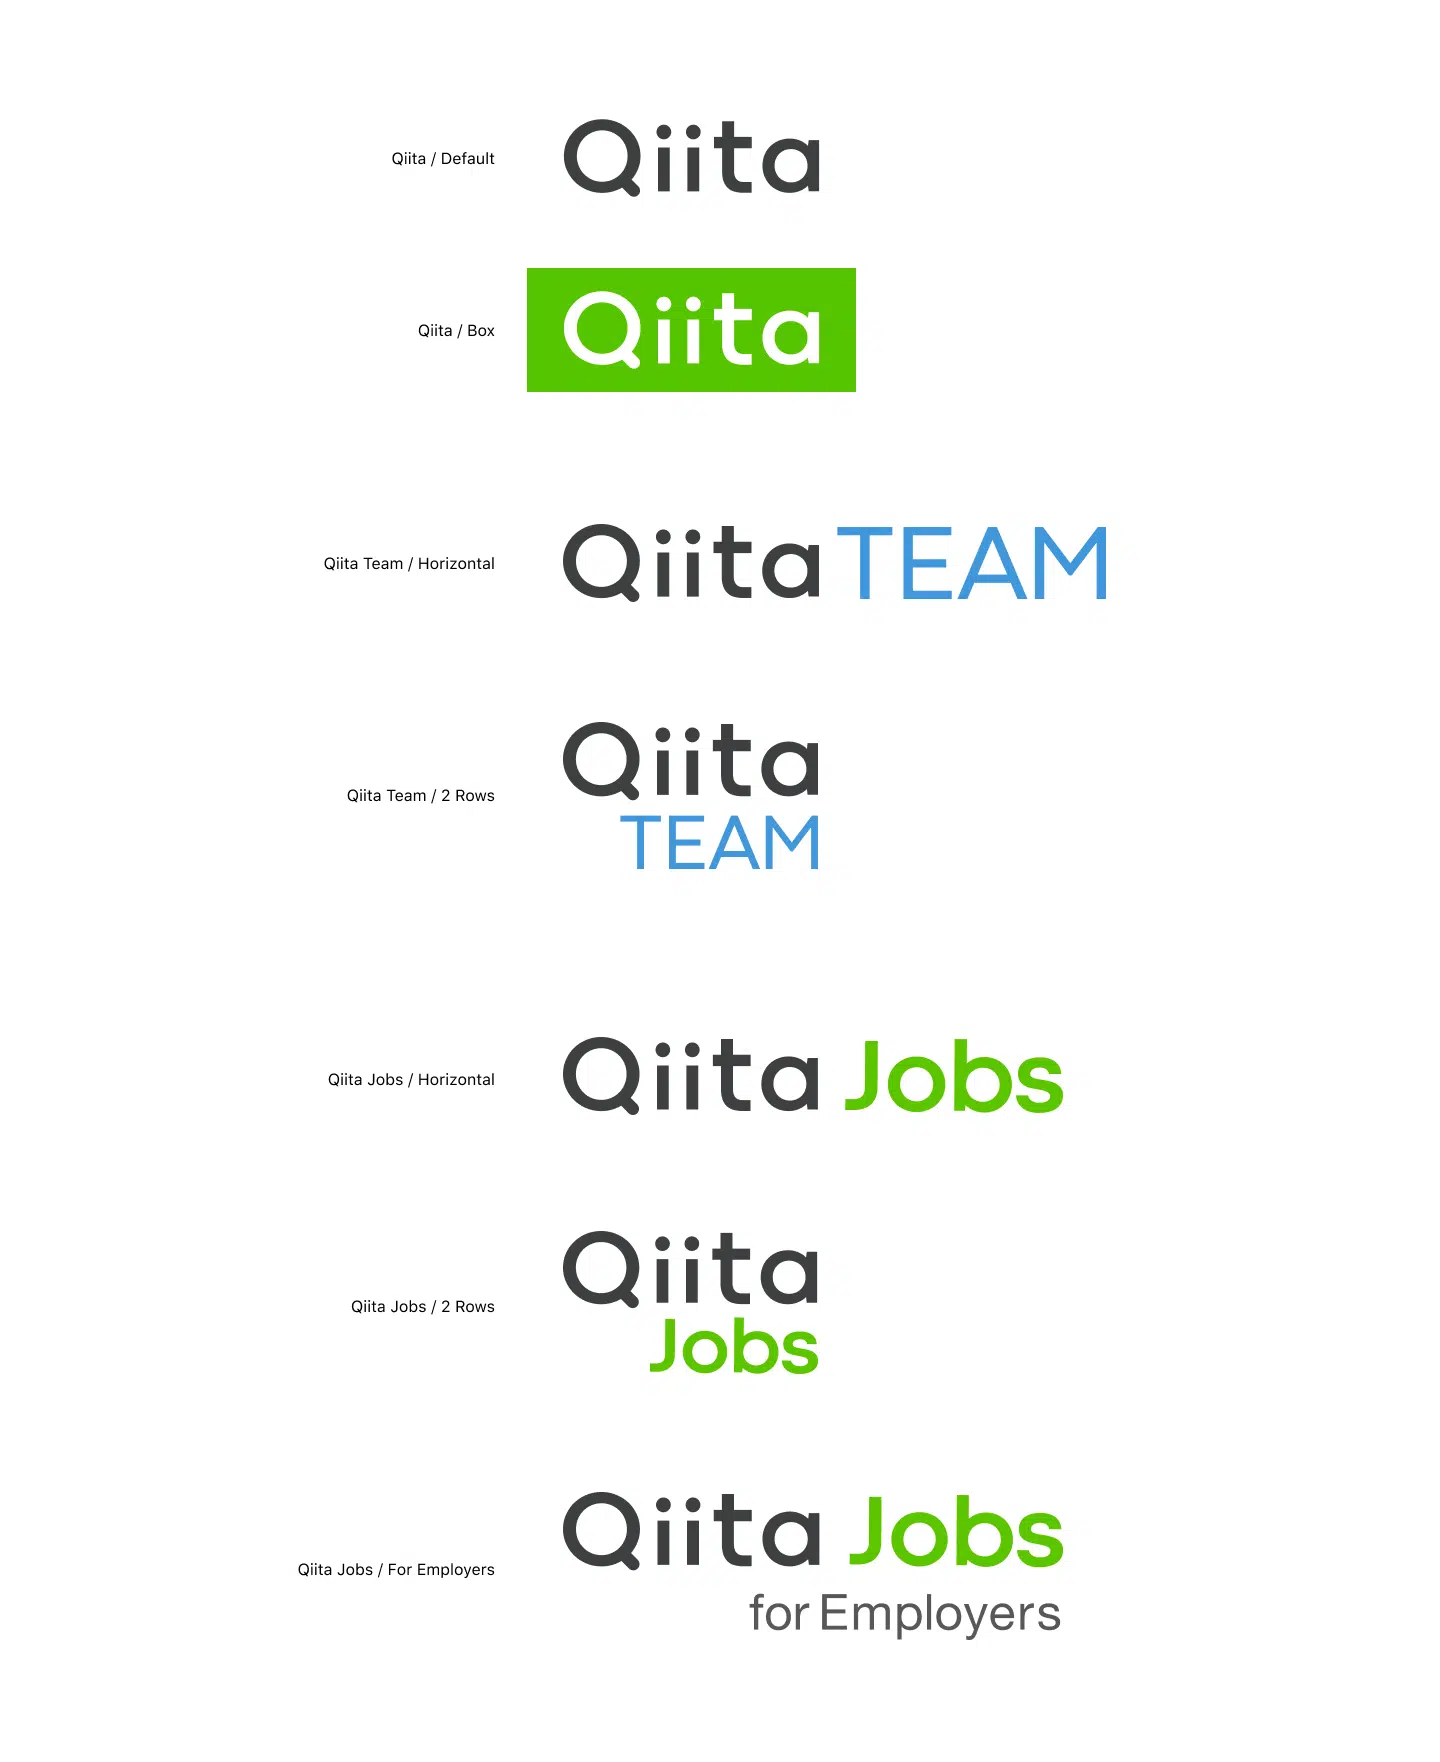 Qiita / Default
Qiita
Qiita / Box
Qiita
Qiita Team / Horizontal
Qiita TEAM
Qiita Team / 2 Rows
Qiita
TEAM
Qiita Jobs / Horizontal
Qiita Jobs
Qiita Jobs / 2 Rows
Qiita
Jobs
Qiita Jobs / For Employers
Qiita Jobs
for Employers